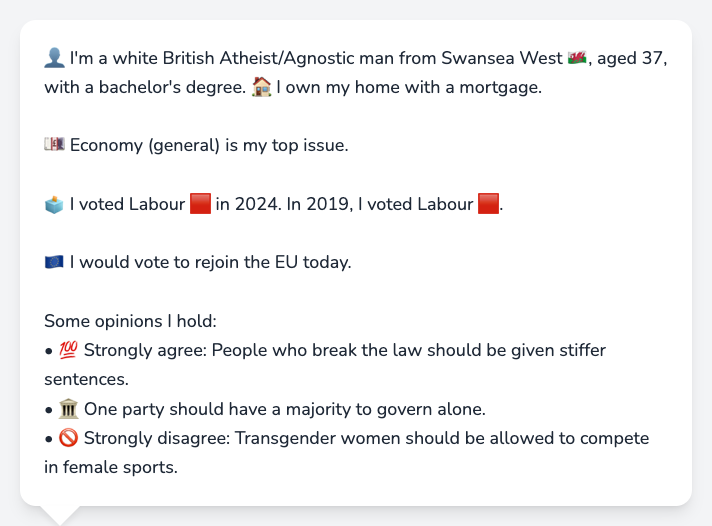 👤 I'm a white British Atheist/Agnostic man from Swansea West 🏴󠁧󠁢󠁷󠁬󠁳󠁿, aged 37,
with a bachelor's degree. 🏠 I own my home with a mortgage.
💷 Economy (general) is my top issue.
🗳️ I voted Labour 🟥 in 2024. In 2019, I voted Labour 🟥.
🇪🇺 I would vote to rejoin the EU today.
Some opinions I hold:
• 💯 Strongly agree: People who break the law should be given stiffer
sentences.
• 🏛️ One party should have a majority to govern alone.
• 🚫 Strongly disagree: Transgender women should be allowed to compete
in female sports.